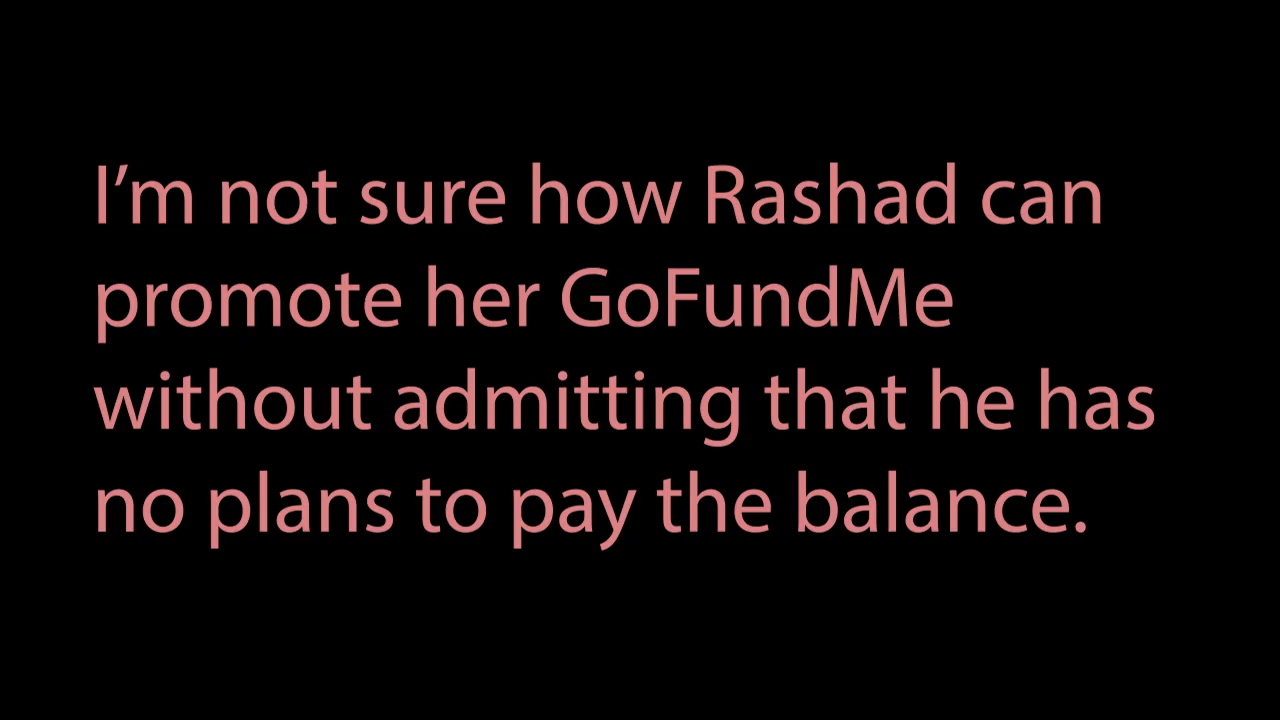 I’m not sure how Rashad can
promote her GoFundMe
without admitting that he has
no plans to pay the balance.